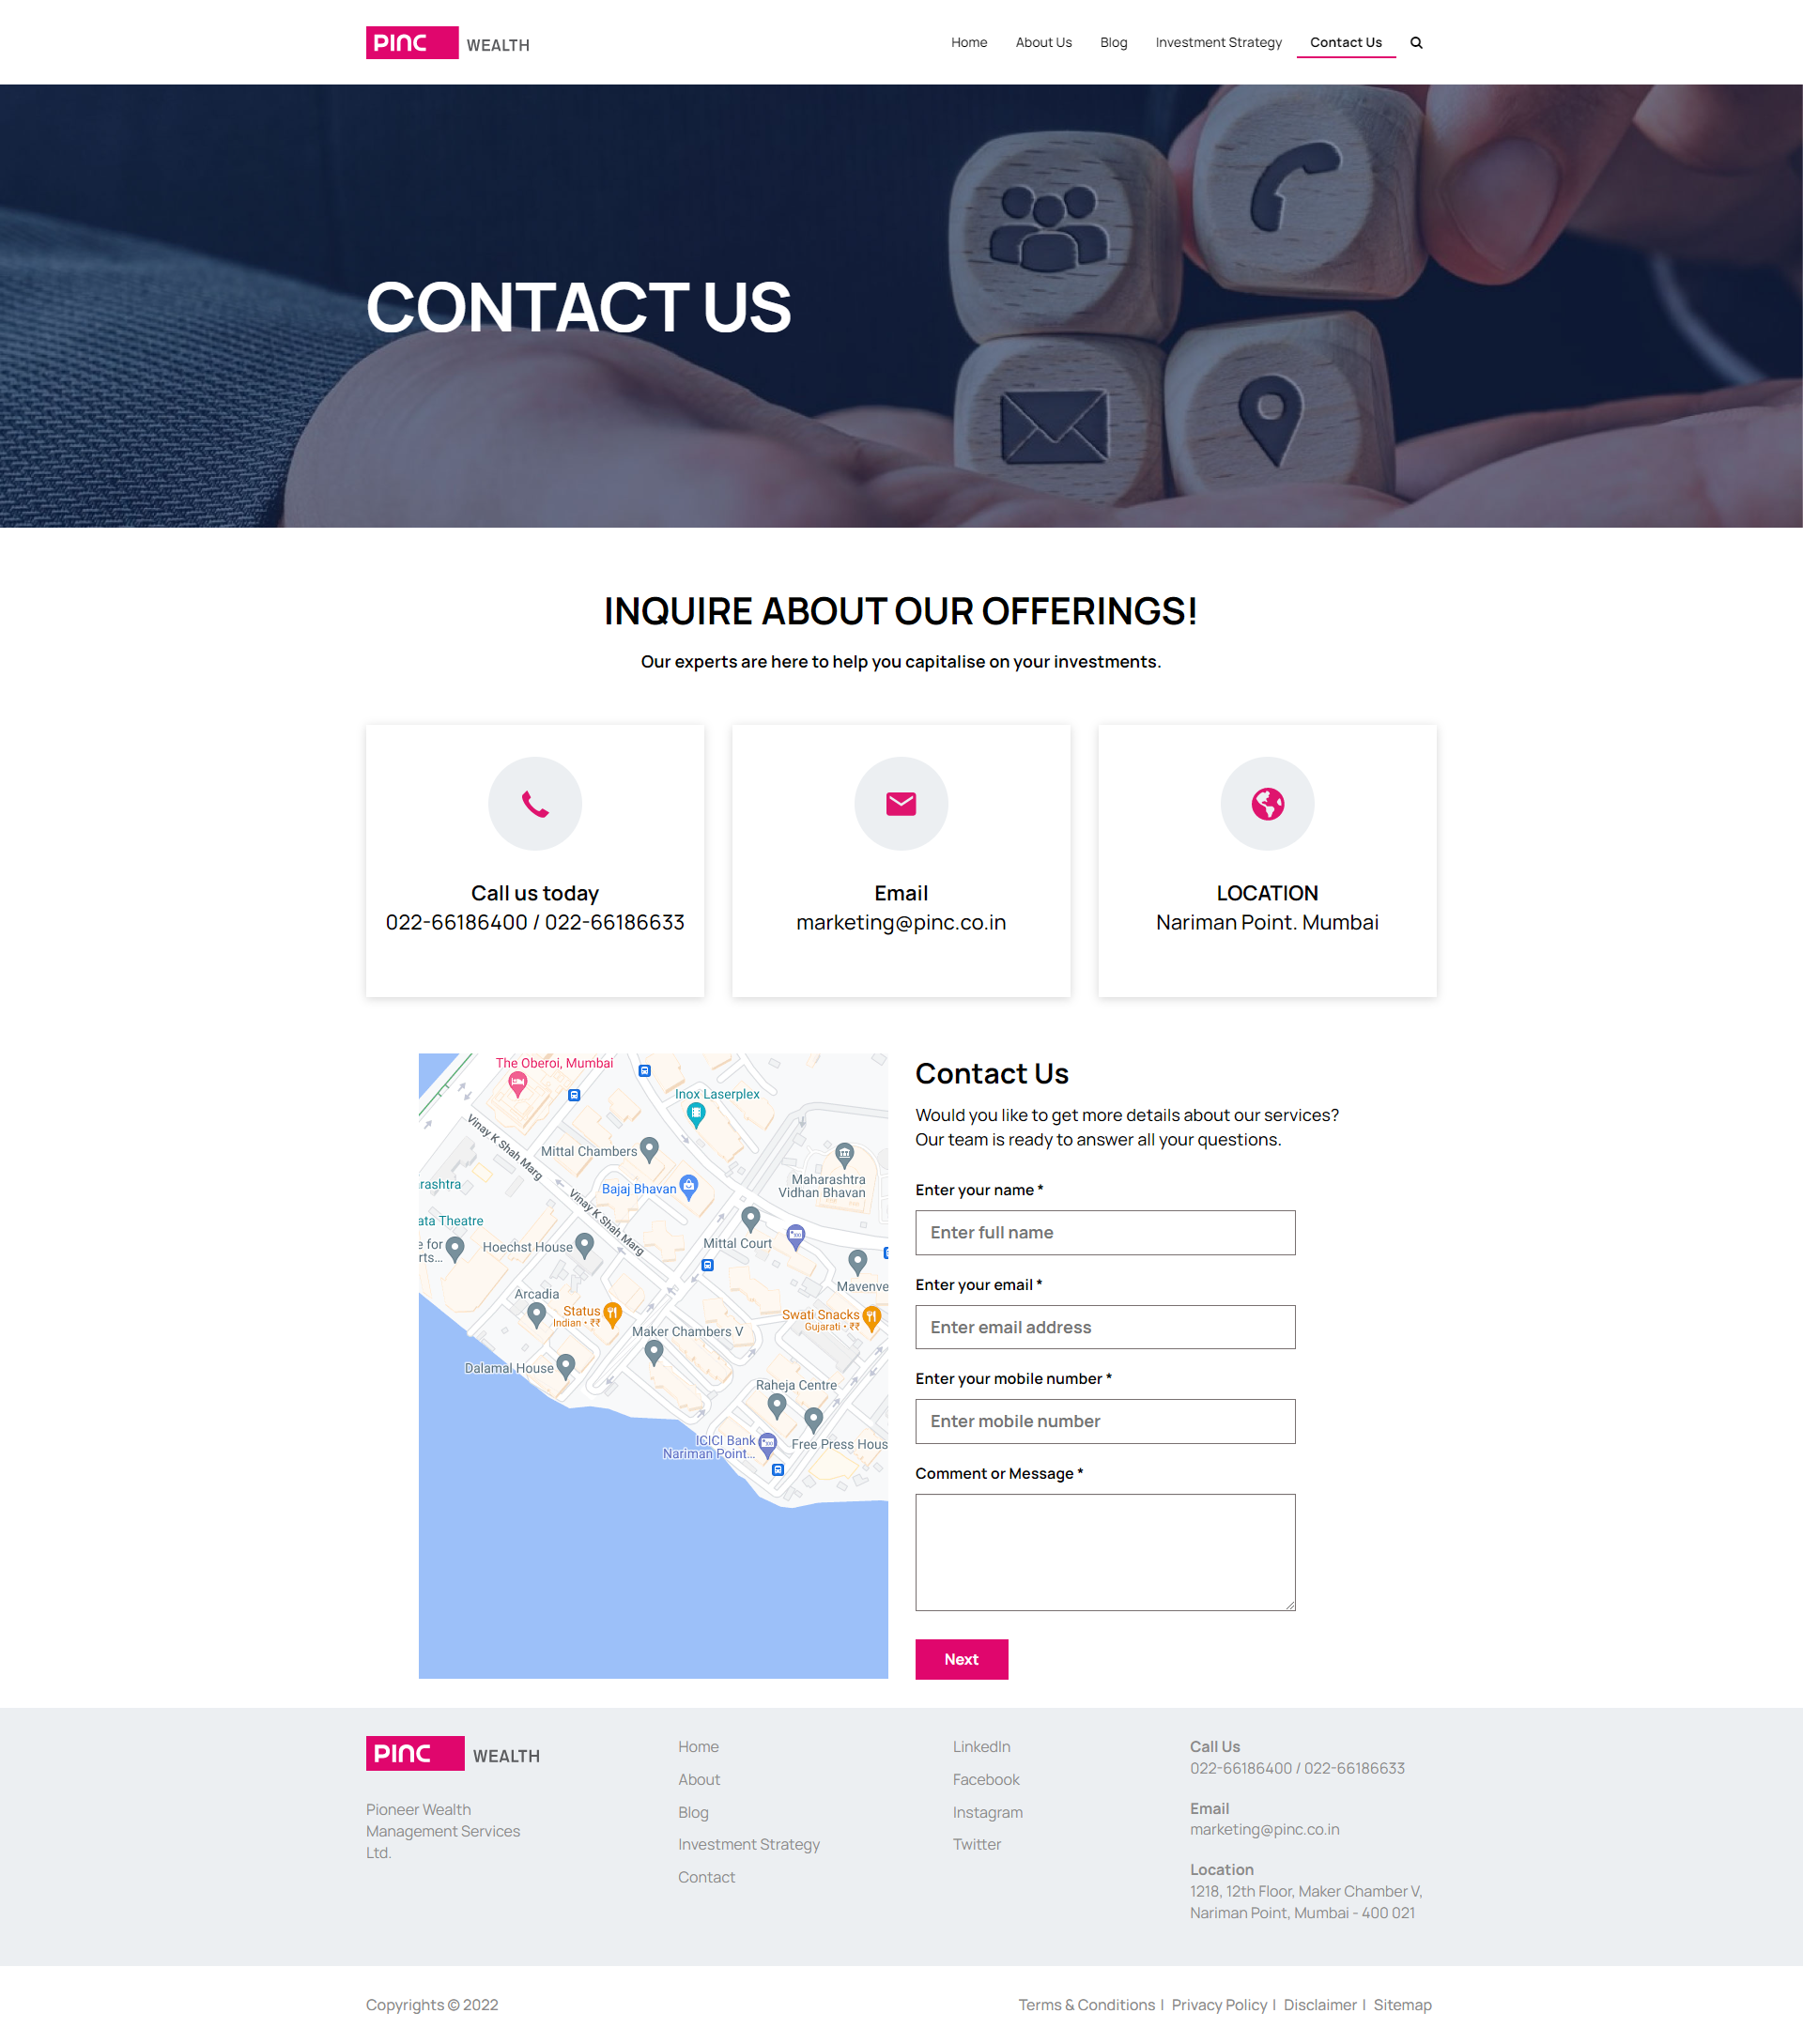 PINC WEALTH
Home About Us Blog Investment Strategy Contact Us
CONTACT US
INQUIRE ABOUT OUR OFFERINGS!
Our experts are here to help you capitalise on your investments.
Call us today
022-66186400 / 022-66186633
Email
marketing@pinc.co.in
LOCATION
Nariman Point. Mumbai
The Oberoi, Mumbai
Inox Laserplex
Vinay K Shah Marg
Mittal Chambers
Maharashtra
Vidhan Bhavan
rashtra
Bajaj Bhavan
Vinay K Shah Marg
ata Theatre
Mittal Court
e for
rts...
Hoechst House
Mavenve
Arcadia
Status
Indian • ₹₹
Swati Snacks
Gujarati • ₹₹
Maker Chambers V
Dalamal House
Raheja Centre
ICICI Bank
Nariman Point...
Free Press Hous
Contact Us
Would you like to get more details about our services?
Our team is ready to answer all your questions.
Enter your name *
Enter full name
Enter your email *
Enter email address
Enter your mobile number *
Enter mobile number
Comment or Message *
Next
PINC WEALTH
Pioneer Wealth
Management Services
Ltd.
Home
About
Blog
Investment Strategy
Contact
LinkedIn
Facebook
Instagram
Twitter
Call Us
022-66186400 / 022-66186633
Email
marketing@pinc.co.in
Location
1218, 12th Floor, Maker Chamber V,
Nariman Point, Mumbai - 400 021
Copyrights © 2022
Terms & Conditions | Privacy Policy | Disclaimer | Sitemap